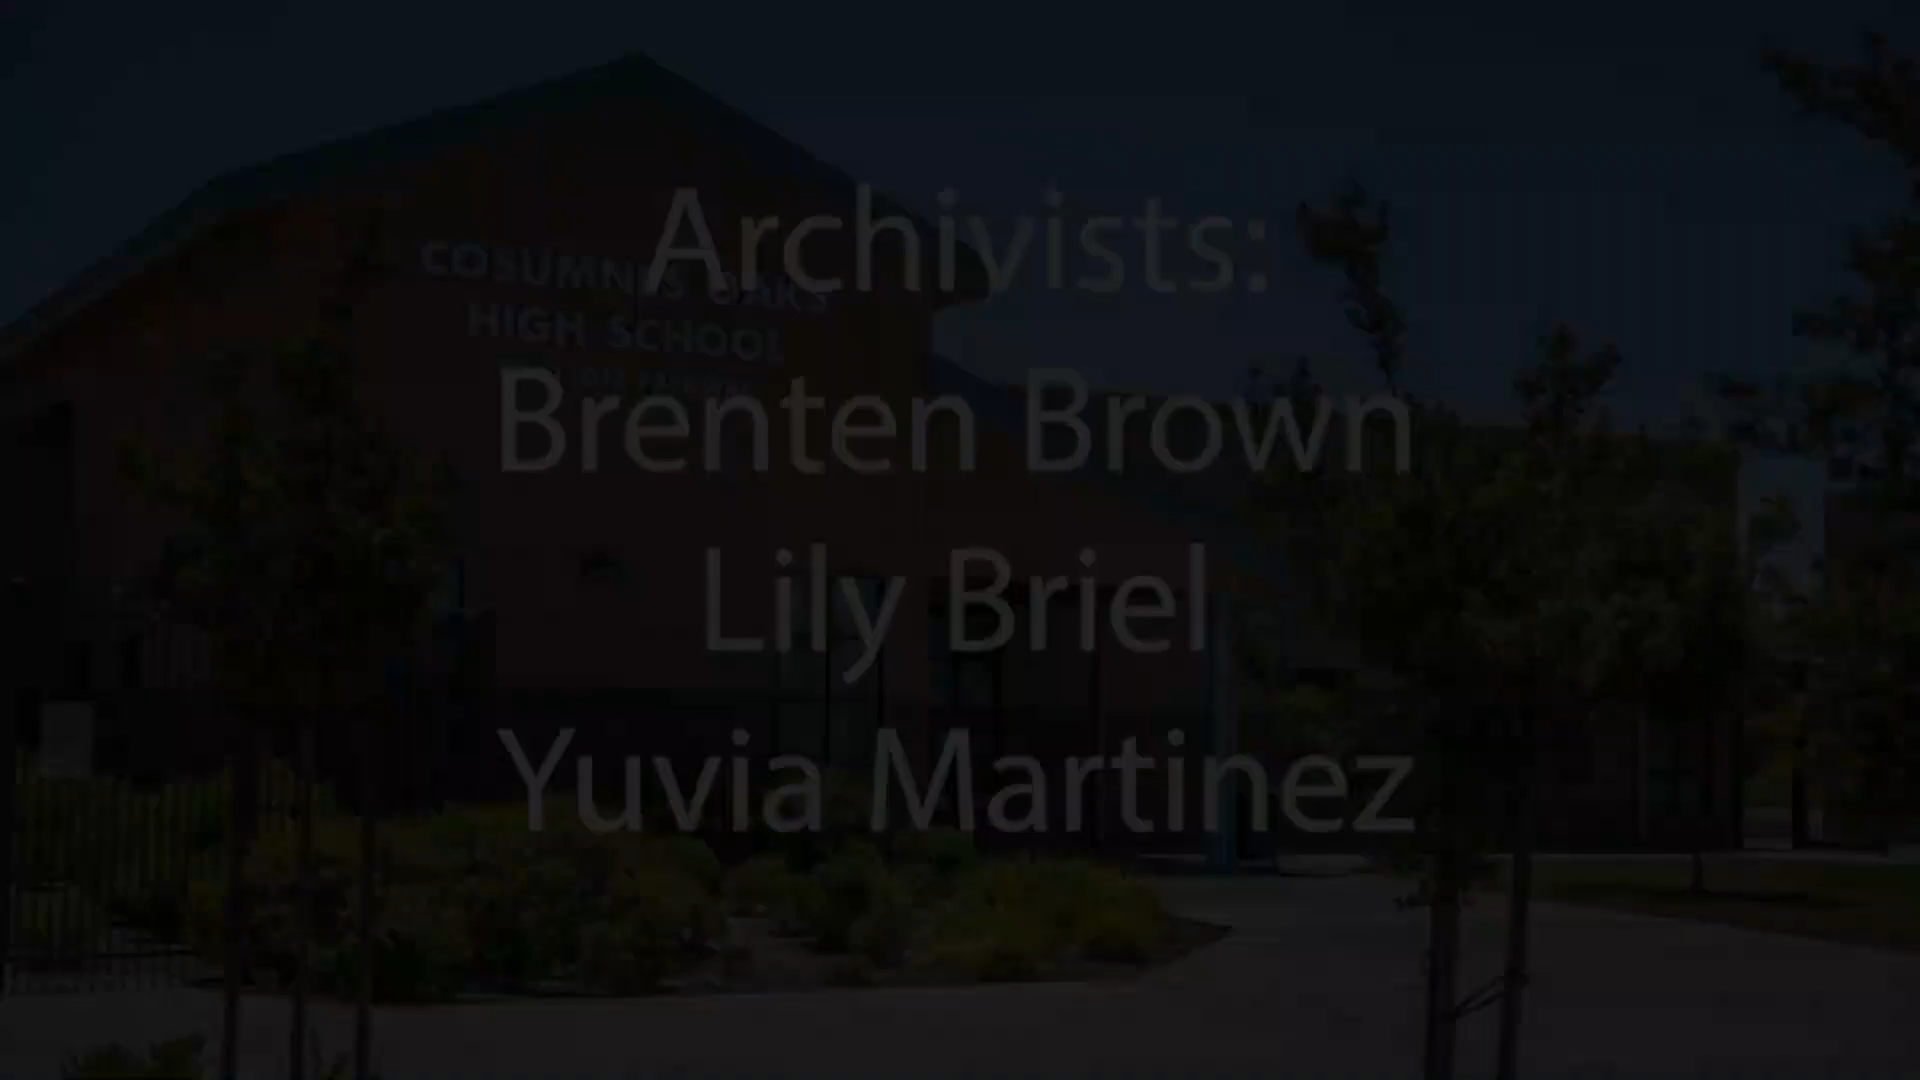 Archivists:
COSUMNES OAKS
HIGH SCHOOL
Brenten Brown
Lily Briel
Yuvia Martinez